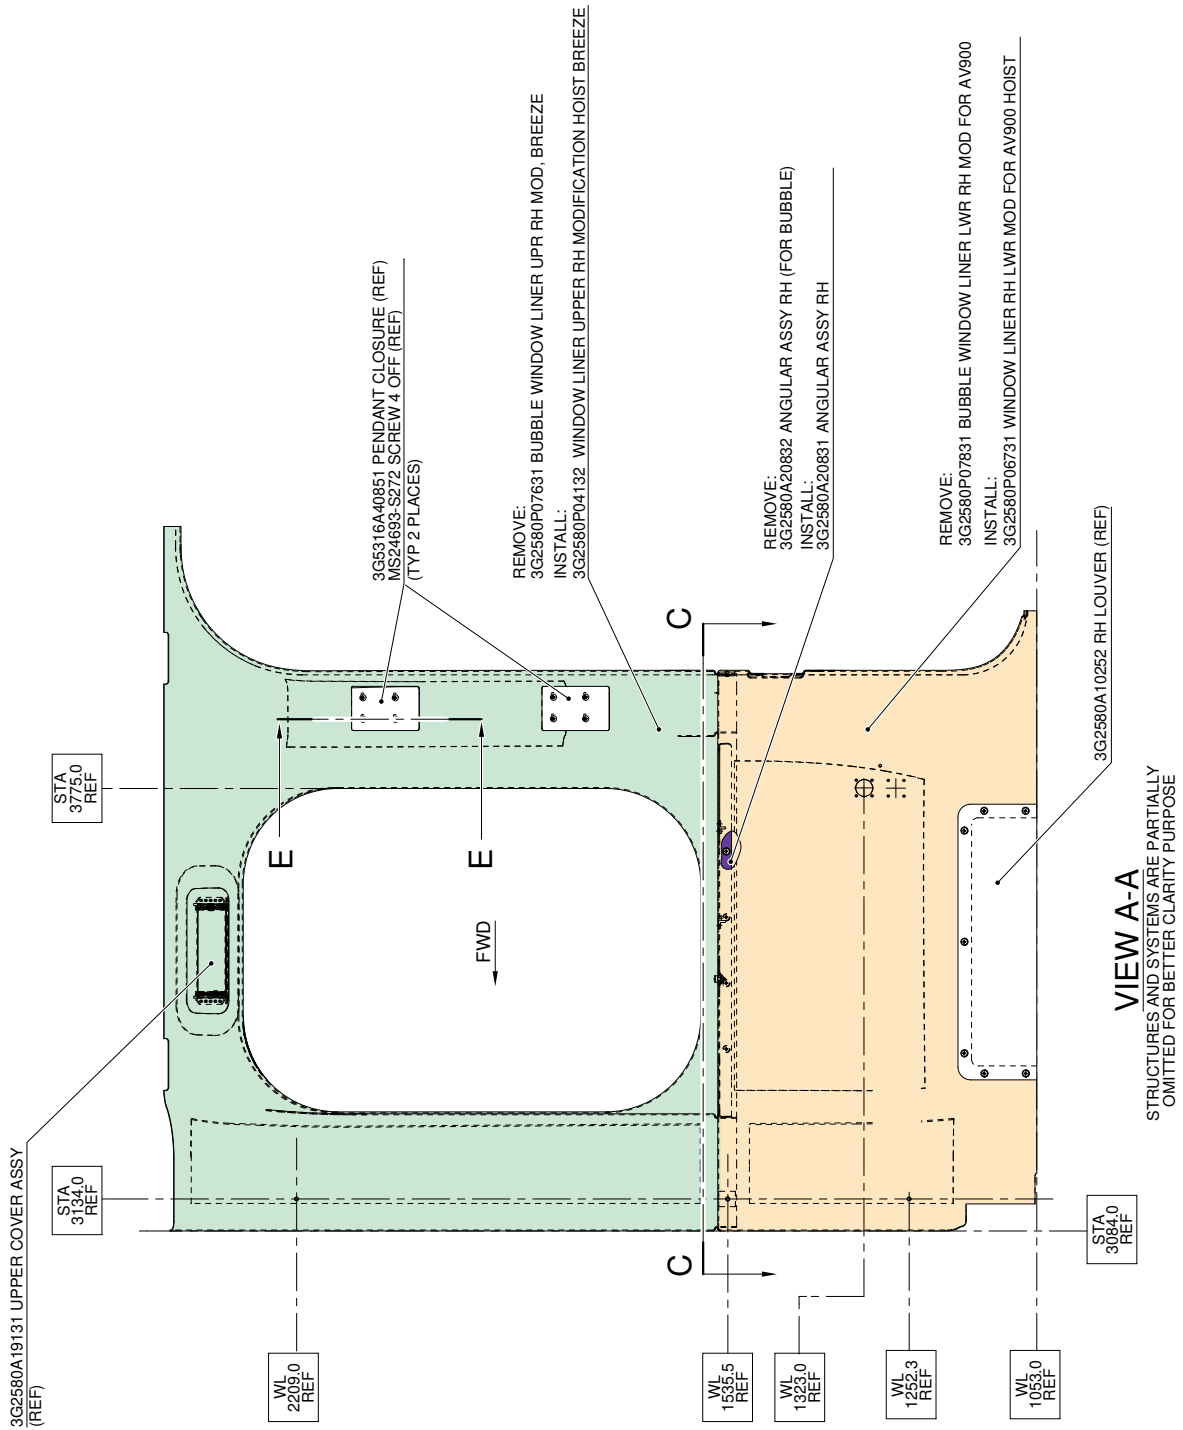 3G2580A19131 UPPER COVER ASSY
(REF)
STA
3134.0
REF
STA
3775.0
REF
3G5316A40851 PENDANT CLOSURE (REF)
MS24693-S272 SCREW 4 OFF (REF)
(TYP 2 PLACES)
REMOVE:
3G2580P07631 BUBBLE WINDOW LINER UPR RH MOD, BREEZE
INSTALL:
3G2580P04132 WINDOW LINER UPPER RH MODIFICATION HOIST BREEZE
E
E
FWD
WL
2209.0
REF
C
C
REMOVE:
3G2580A20832 ANGULAR ASSY RH (FOR BUBBLE)
INSTALL:
3G2580A20831 ANGULAR ASSY RH
WL
1535.5
REF
WL
1323.0
REF
WL
1252.3
REF
WL
1053.0
REF
REMOVE:
3G2580P07831 BUBBLE WINDOW LINER LWR RH MOD FOR AV900
INSTALL:
3G2580P06731 WINDOW LINER RH LWR MOD FOR AV900 HOIST
3G2580A10252 RH LOUVER (REF)
STA
3084.0
REF
VIEW A-A
STRUCTURES AND SYSTEMS ARE PARTIALY
OMITTED FOR BETTER CLARITY PURPOSE